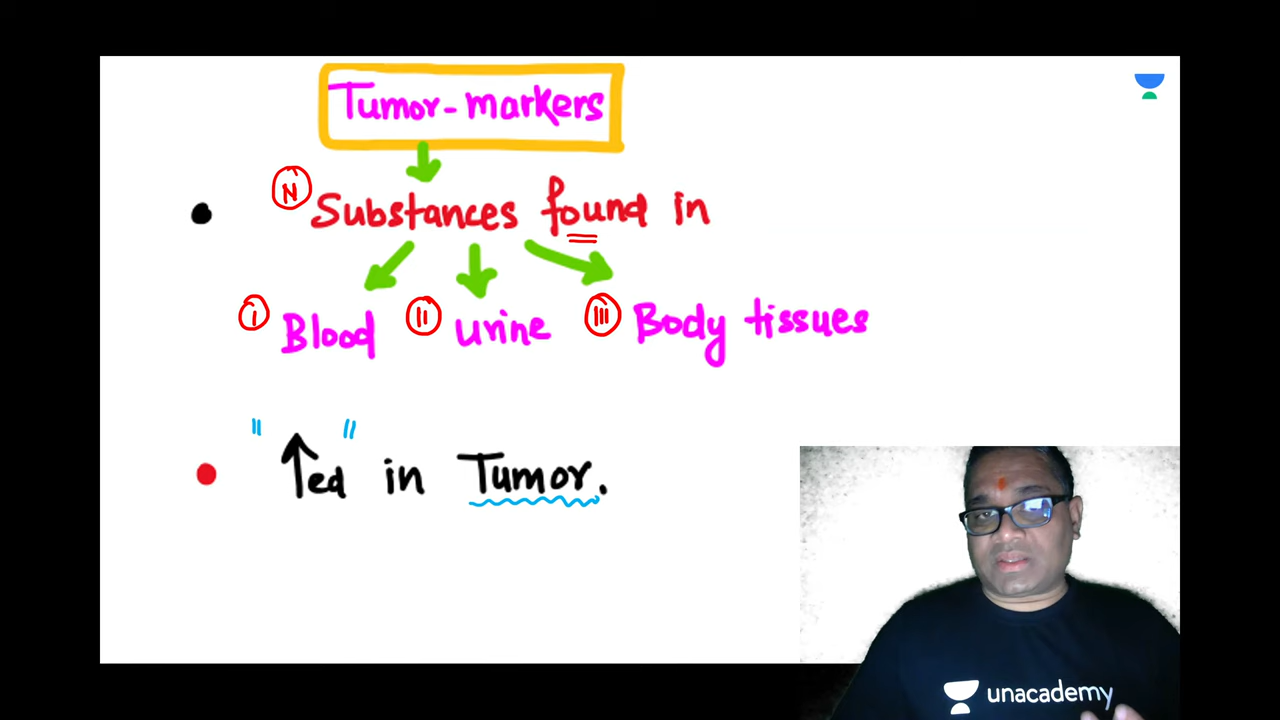 Tumor-markers
N Substances found in
I Blood II urine III Body tissues
"↑ed" in Tumor.
unacademy